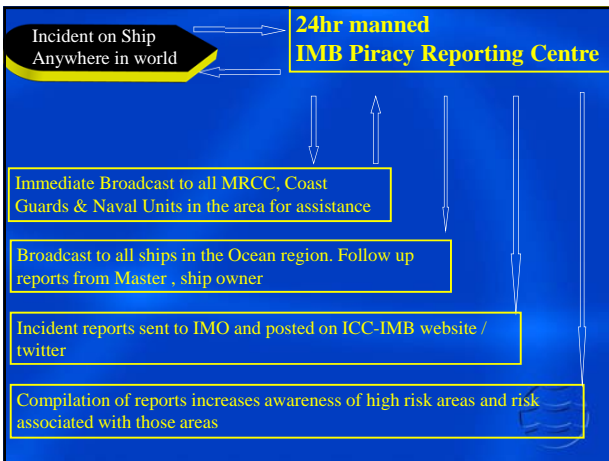 Incident on Ship
Anywhere in world
24hr manned
IMB Piracy Reporting Centre
Immediate Broadcast to all MRCC, Coast
Guards & Naval Units in the area for assistance
Broadcast to all ships in the Ocean region. Follow up
reports from Master , ship owner
Incident reports sent to IMO and posted on ICC-IMB website /
twitter
Compilation of reports increases awareness of high risk areas and risk
associated with those areas